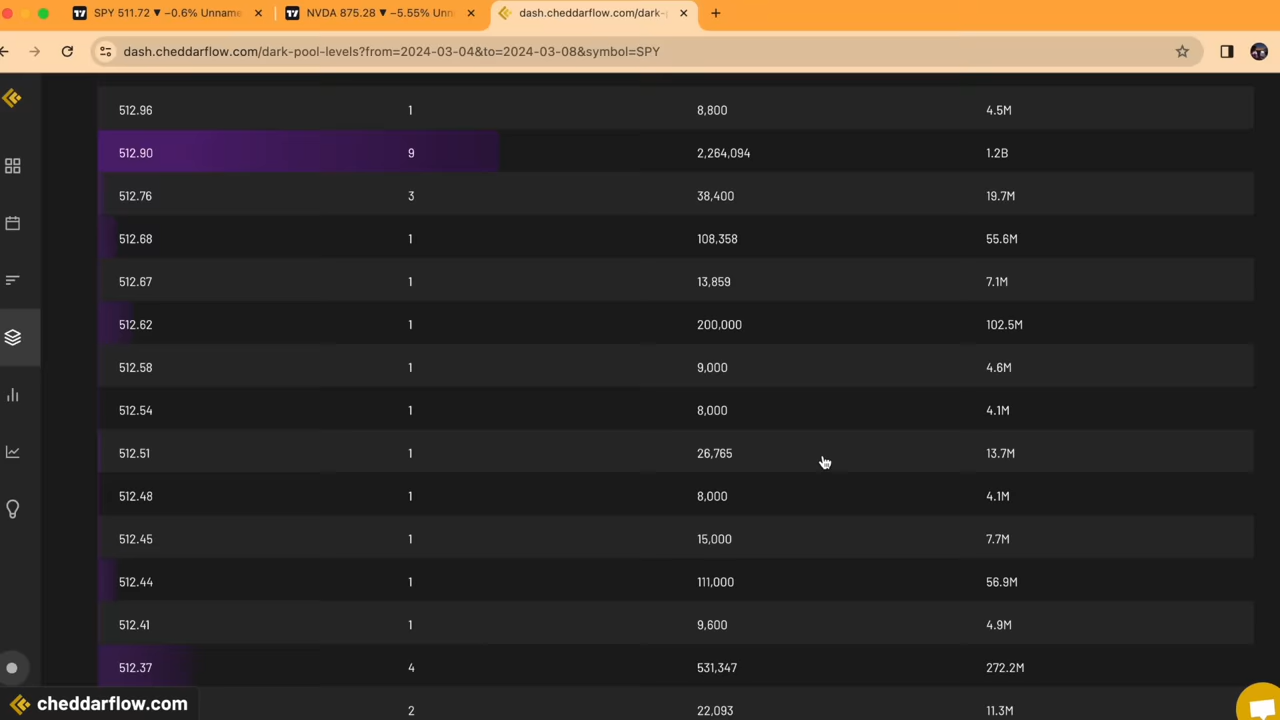 SPY 511.72 ▼ −0.6% Unname
NVDA 875.28 ▼ −5.55% Unn
dash.cheddarflow.com/dark-p
dash.cheddarflow.com/dark-pool-levels?from=2024-03-04&to=2024-03-08&symbol=SPY
512.96 1 8,800 4.5M
512.90 9 2,264,094 1.2B
512.76 3 38,400 19.7M
512.68 1 108,358 55.6M
512.67 1 13,859 7.1M
512.62 1 200,000 102.5M
512.58 1 9,000 4.6M
512.54 1 8,000 4.1M
512.51 1 26,765 13.7M
512.48 1 8,000 4.1M
512.45 1 15,000 7.7M
512.44 1 111,000 56.9M
512.41 1 9,600 4.9M
512.37 4 531,347 272.2M
2 22,093 11.3M
cheddarflow.com